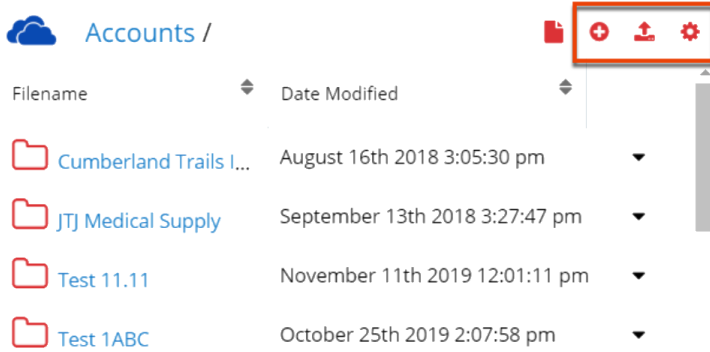 Accounts /
Filename Date Modified
Cumberland Trails I... August 16th 2018 3:05:30 pm
JTJ Medical Supply September 13th 2018 3:27:47 pm
Test 11.11 November 11th 2019 12:01:11 pm
Test 1ABC October 25th 2019 2:07:58 pm